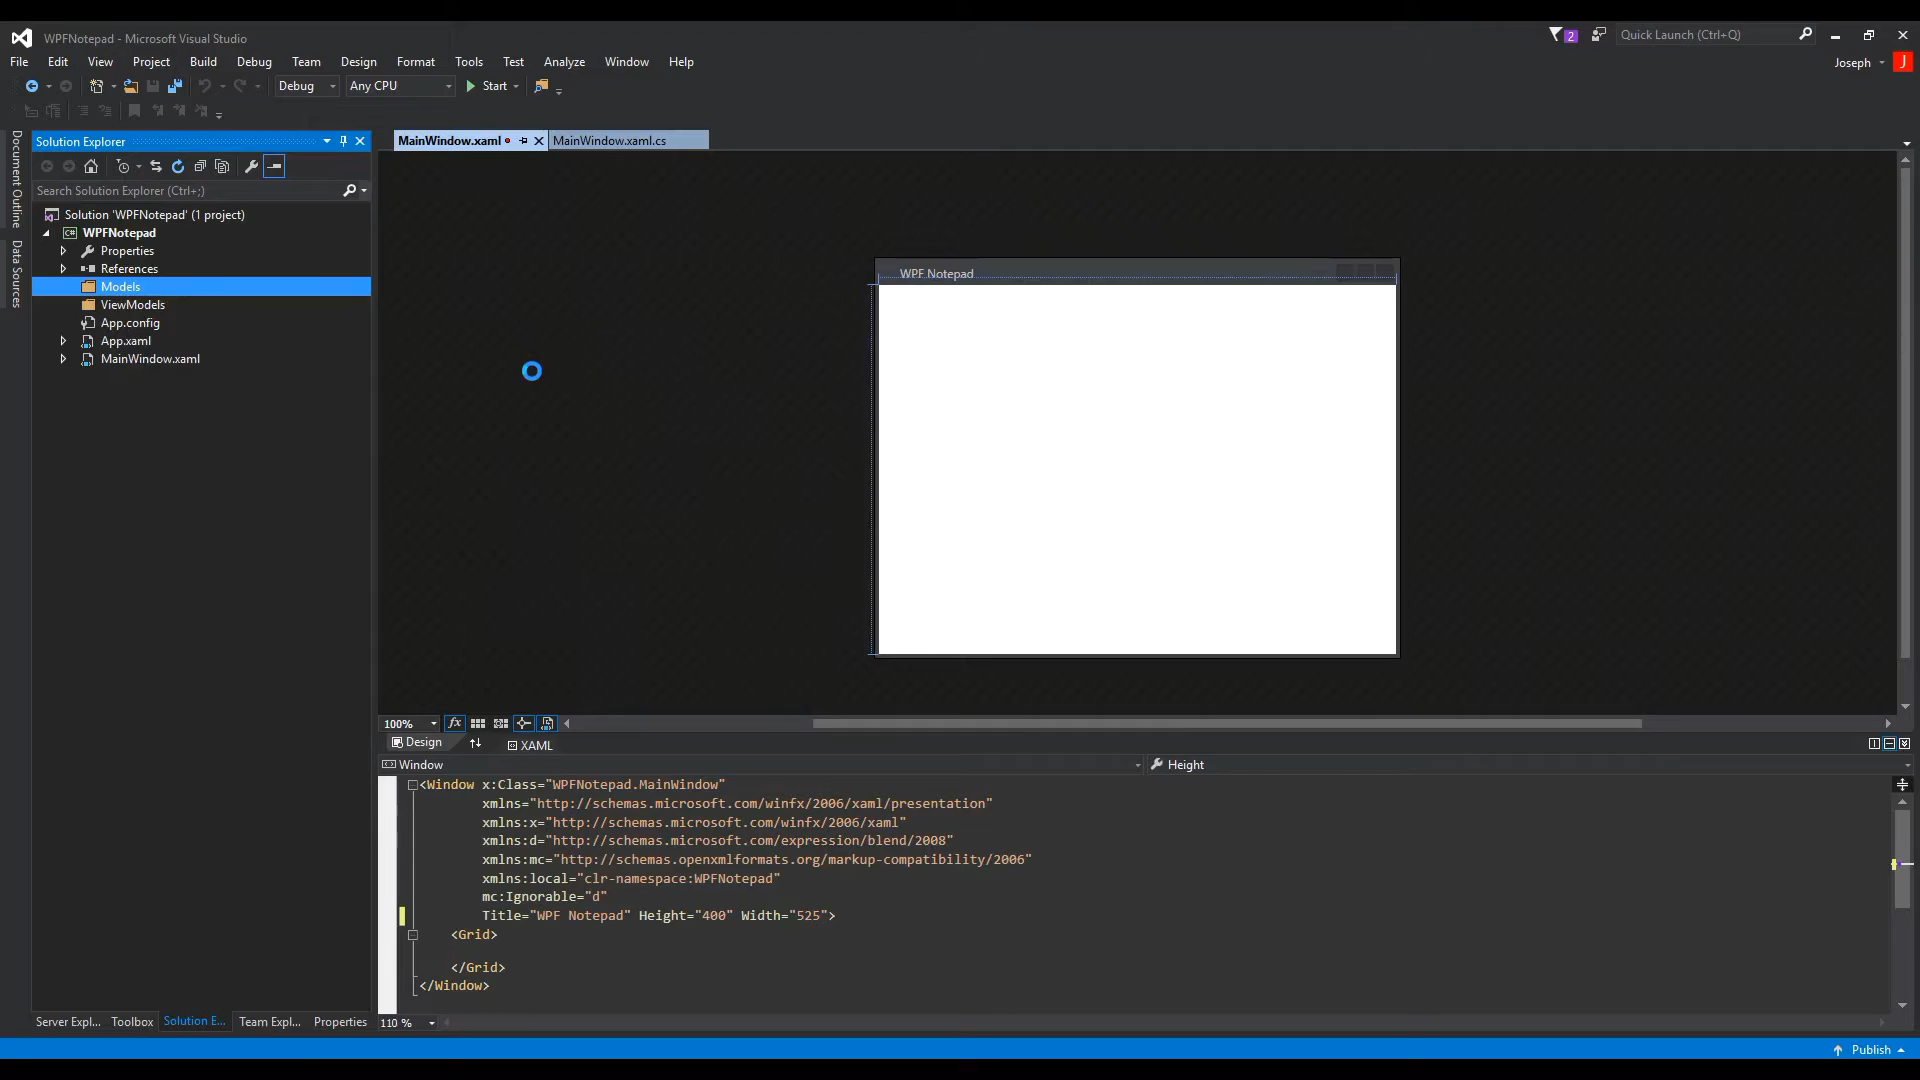 WPFNotepad - Microsoft Visual Studio
2
Quick Launch (Ctrl+Q)
File Edit View Project Build Debug Team Design Format Tools Test Analyze Window Help
Joseph J
Debug Any CPU Start
Document Outline
Data Sources
Solution Explorer
Search Solution Explorer (Ctrl+;)
Solution 'WPFNotepad' (1 project)
C# WPFNotepad
Properties
References
Models
ViewModels
App.config
App.xaml
MainWindow.xaml
MainWindow.xaml MainWindow.xaml.cs
WPF Notepad
100% fx
Design XAML
Window Height
<Window x:Class="WPFNotepad.MainWindow"
xmlns="http://schemas.microsoft.com/winfx/2006/xaml/presentation"
xmlns:x="http://schemas.microsoft.com/winfx/2006/xaml"
xmlns:d="http://schemas.microsoft.com/expression/blend/2008"
xmlns:mc="http://schemas.openxmlformats.org/markup-compatibility/2006"
xmlns:local="clr-namespace:WPFNotepad"
mc:Ignorable="d"
Title="WPF Notepad" Height="400" Width="525">
<Grid>
</Grid>
</Window>
Server Expl... Toolbox Solution E... Team Expl... Properties
110 %
Publish